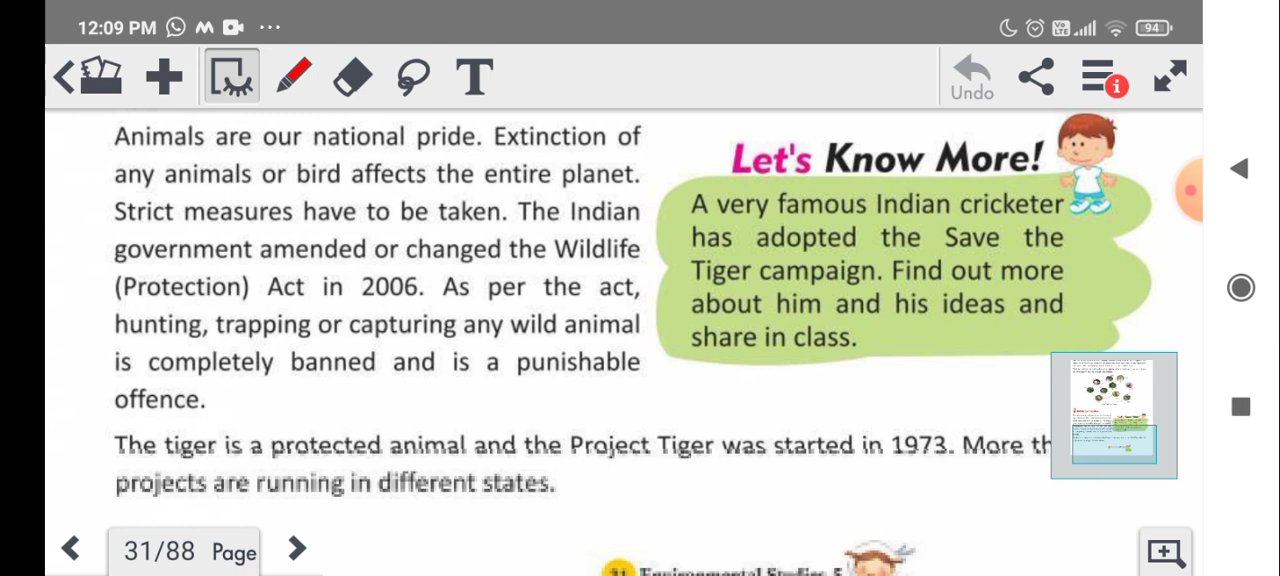 12:09 PM
94
Undo
T
Animals are our national pride. Extinction of
any animals or bird affects the entire planet.
Strict measures have to be taken. The Indian
government amended or changed the Wildlife
(Protection) Act in 2006. As per the act,
hunting, trapping or capturing any wild animal
is completely banned and is a punishable
offence.
Let's Know More!
A very famous Indian cricketer
has adopted the Save the
Tiger campaign. Find out more
about him and his ideas and
share in class.
The tiger is a protected animal and the Project Tiger was started in 1973. More
projects are running in different states.
31/88 Page
31 Environmental Studies-5